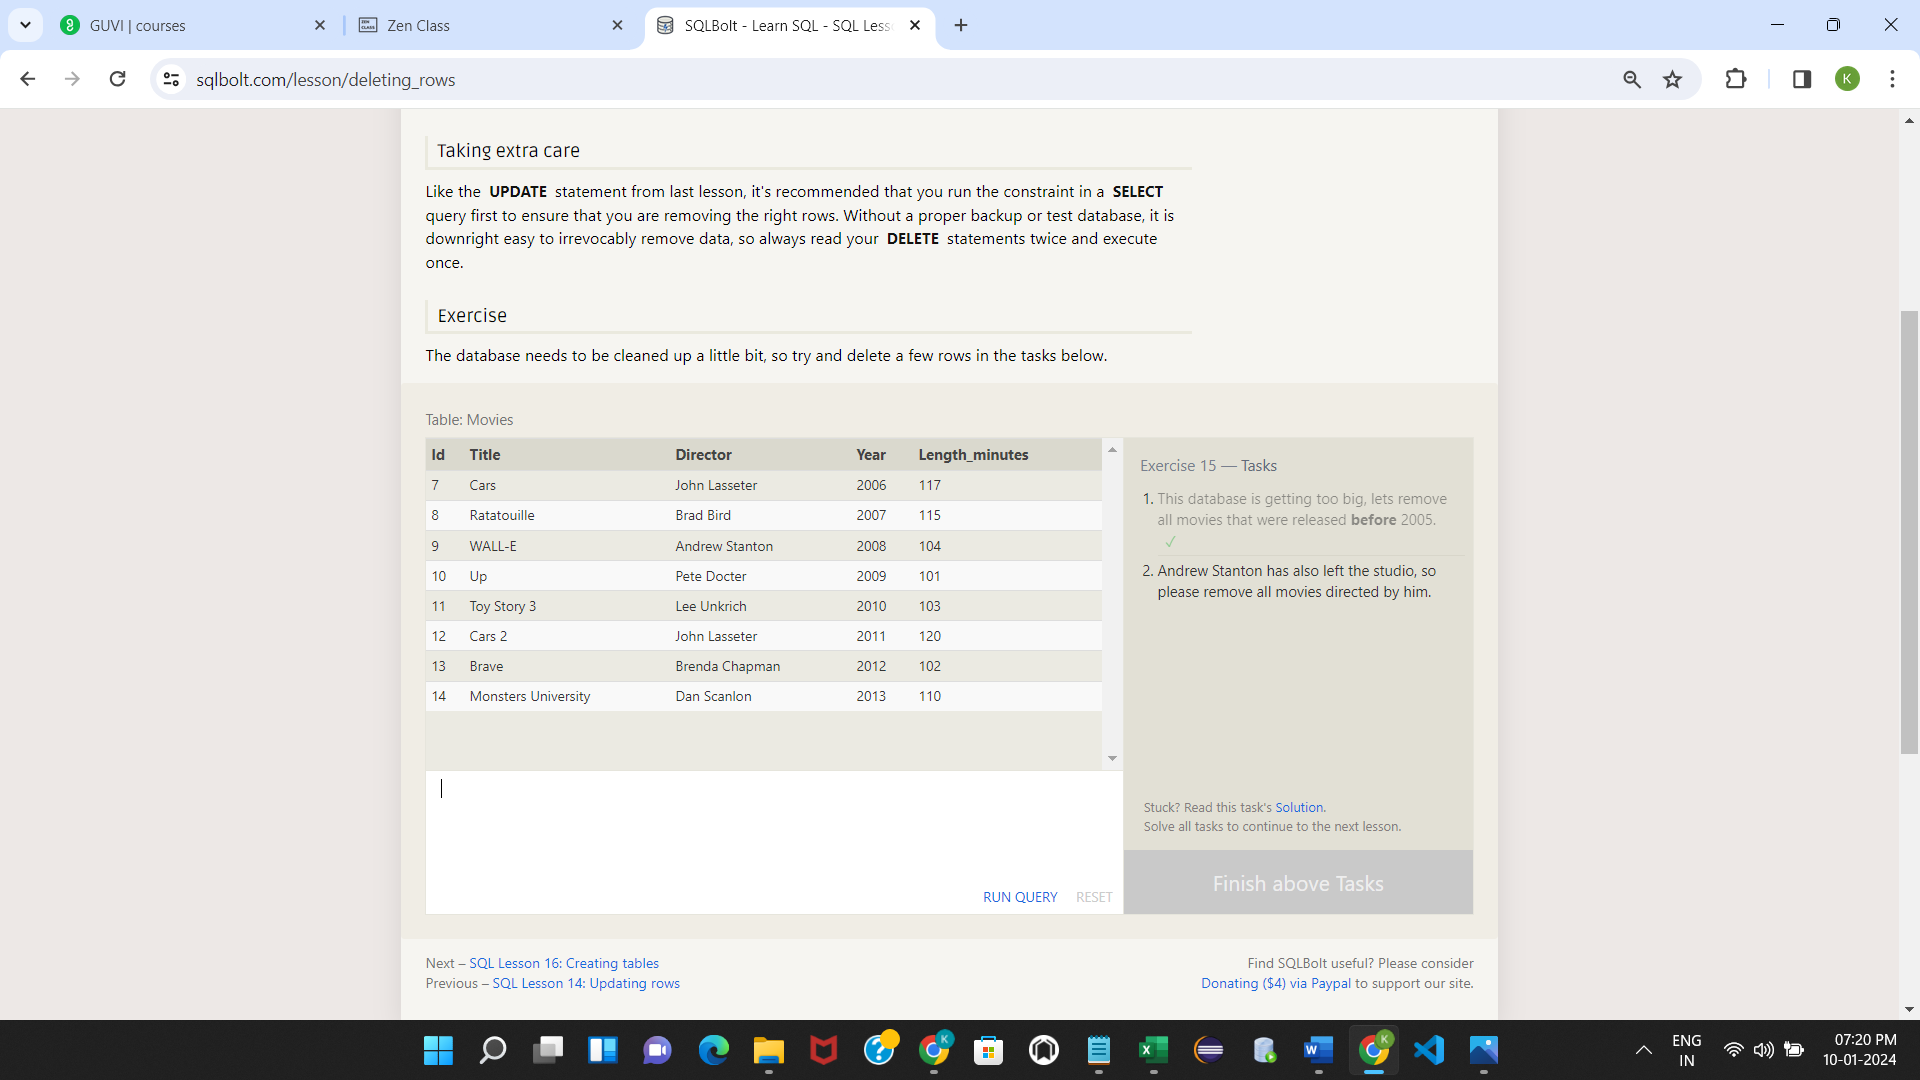 GUVI | courses
Zen Class
SQLBolt - Learn SQL - SQL Less
sqlbolt.com/lesson/deleting_rows
K
Taking extra care
Like the UPDATE statement from last lesson, it's recommended that you run the constraint in a SELECT
query first to ensure that you are removing the right rows. Without a proper backup or test database, it is
downright easy to irrevocably remove data, so always read your DELETE statements twice and execute
once.
Exercise
The database needs to be cleaned up a little bit, so try and delete a few rows in the tasks below.
Table: Movies
Id Title Director Year Length_minutes
7 Cars John Lasseter 2006 117
8 Ratatouille Brad Bird 2007 115
9 WALL-E Andrew Stanton 2008 104
10 Up Pete Docter 2009 101
11 Toy Story 3 Lee Unkrich 2010 103
12 Cars 2 John Lasseter 2011 120
13 Brave Brenda Chapman 2012 102
14 Monsters University Dan Scanlon 2013 110
RUN QUERY RESET
Exercise 15 — Tasks
1. This database is getting too big, lets remove
all movies that were released before 2005.
✓
2. Andrew Stanton has also left the studio, so
please remove all movies directed by him.
Stuck? Read this task's Solution.
Solve all tasks to continue to the next lesson.
Finish above Tasks
Next – SQL Lesson 16: Creating tables
Previous – SQL Lesson 14: Updating rows
Find SQLBolt useful? Please consider
Donating ($4) via Paypal to support our site.
ENG
IN
07:20 PM
10-01-2024